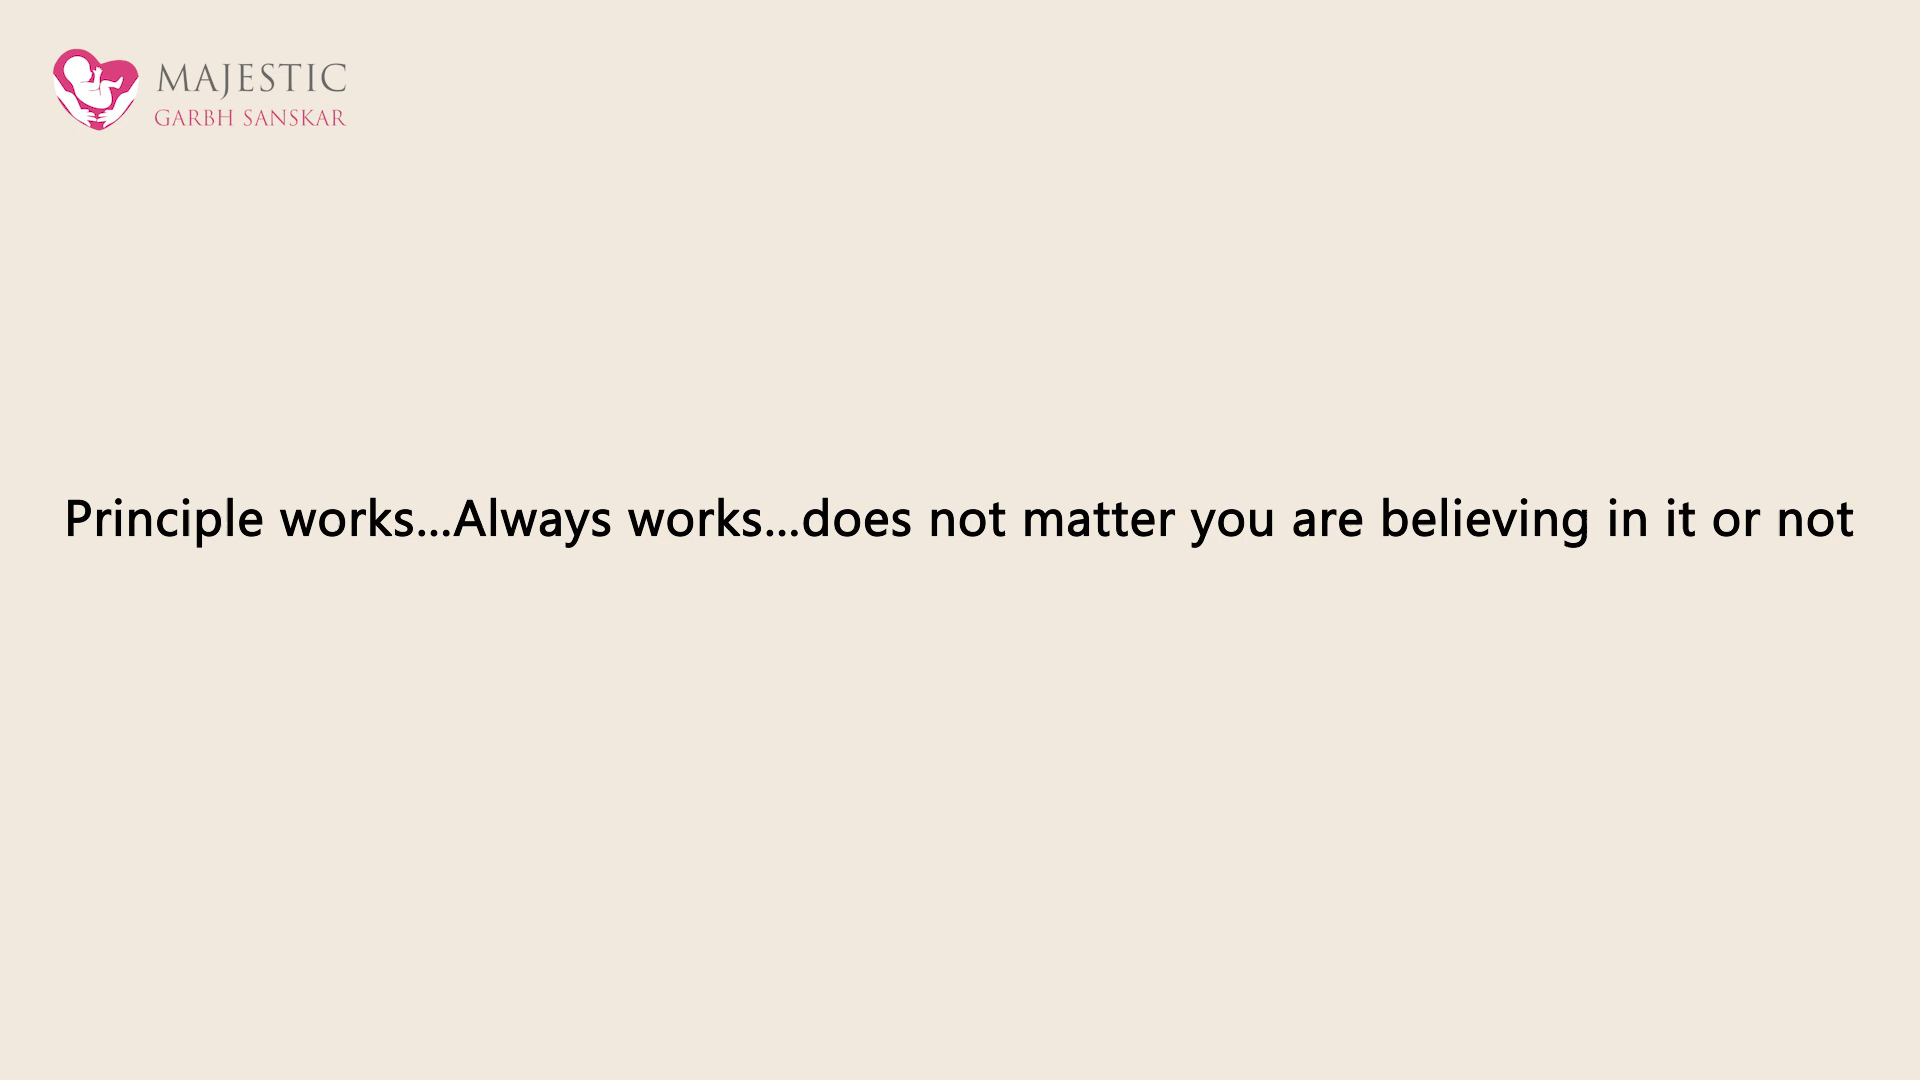 MAJESTIC
GARBH SANSKAR
Principle works...Always works...does not matter you are believing in it or not